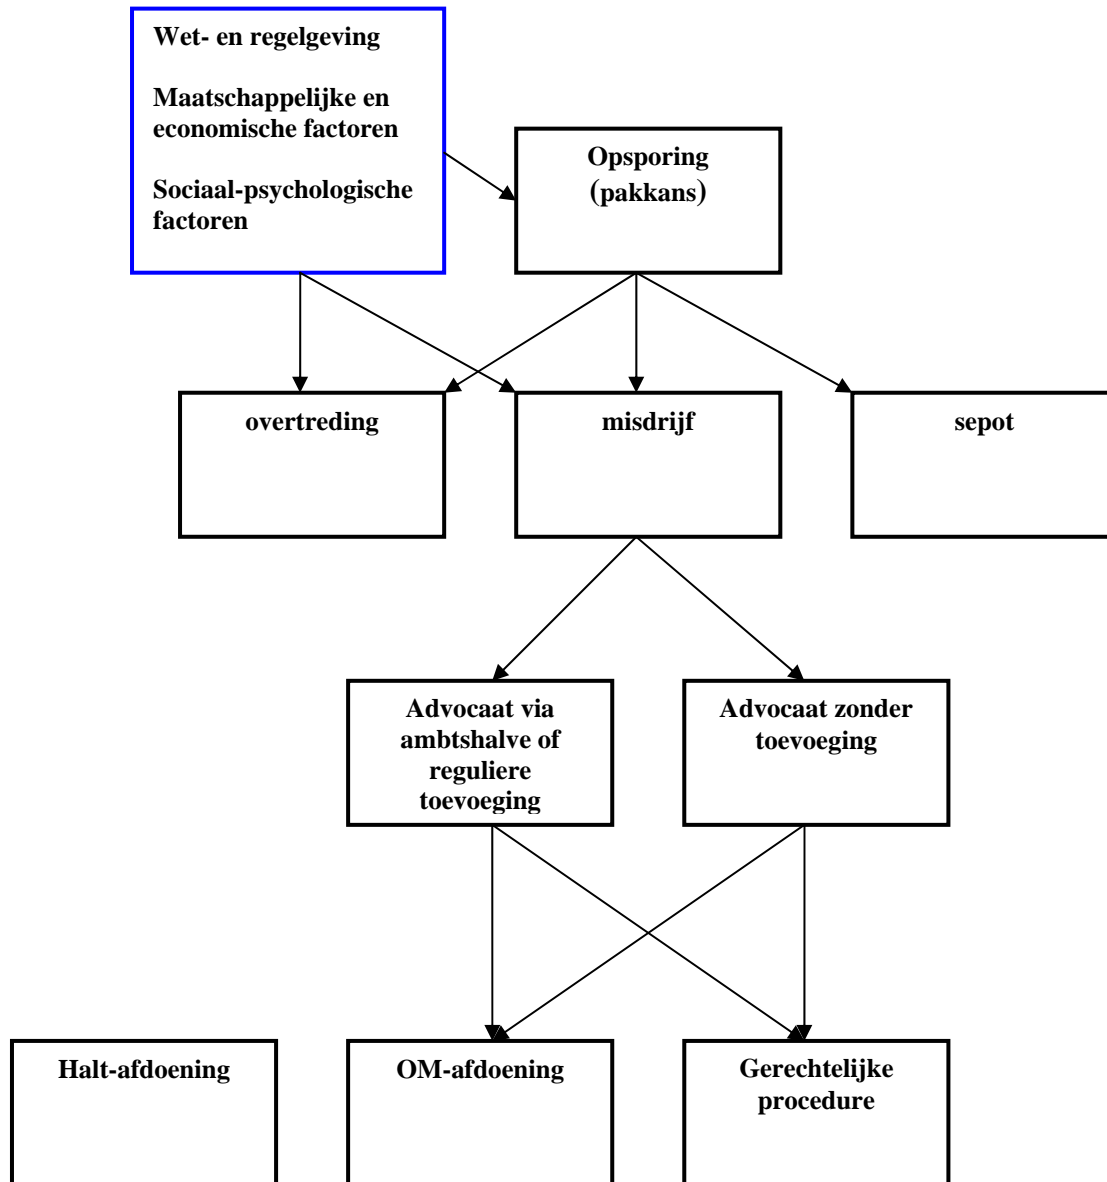 Wet- en regelgeving
Maatschappelijke en
economische factoren
Sociaal-psychologische
factoren
Opsporing
(pakkans)
overtreding
misdrijf
sepot
Advocaat via
ambtshalve of
reguliere
toevoeging
Advocaat zonder
toevoeging
Halt-afdoening
OM-afdoening
Gerechtelijke
procedure